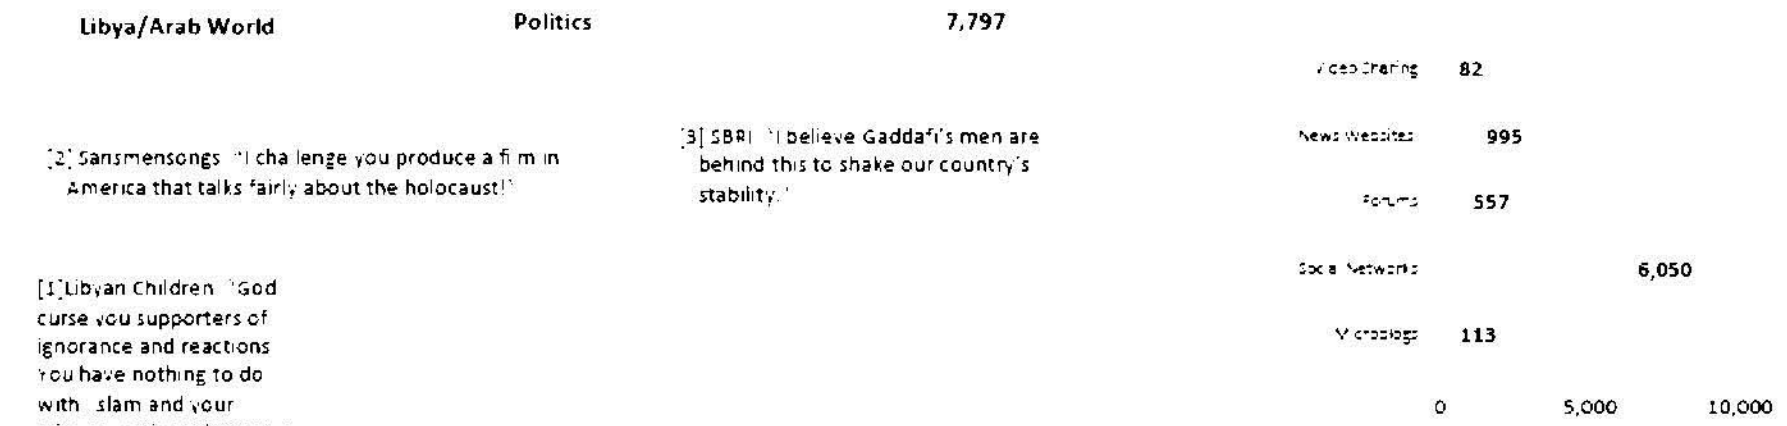 Libya/Arab World
Politics
7,797
Video Sharing 82
[2] Sansmensongs "I challenge you produce a film in
America that talks fairly about the holocaust!"
[3] SBRI "I believe Gaddafi's men are
behind this to shake our country's
stability."
News Websites 995
Forums 557
Social Networks 6,050
[1]Libyan Children "God
curse you supporters of
ignorance and reactions
You have nothing to do
with Islam and your
Microblogs 113
0 5,000 10,000